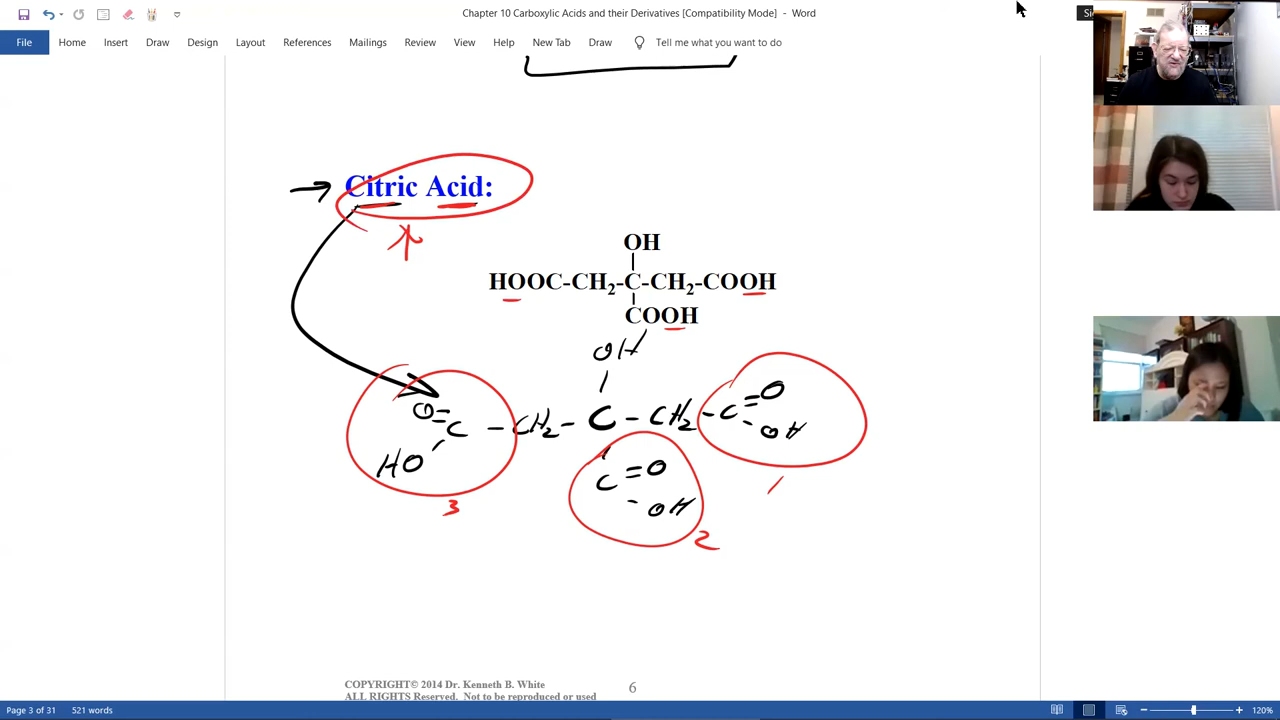 Chapter 10 Carboxylic Acids and their Derivatives [Compatibility Mode] - Word
File Home Insert Draw Design Layout References Mailings Review View Help New Tab Draw Tell me what you want to do
Citric Acid:
OH
HOOC-CH₂-C-CH₂-COOH
COOH
OH
O=C-CH₂-C-CH₂-C=O
HO
OH
C=O
OH
1
3
2
COPYRIGHT© 2014 Dr. Kenneth B. White
ALL RIGHTS Reserved. Not to be reproduced or used
6
Page 3 of 31 521 words 120%